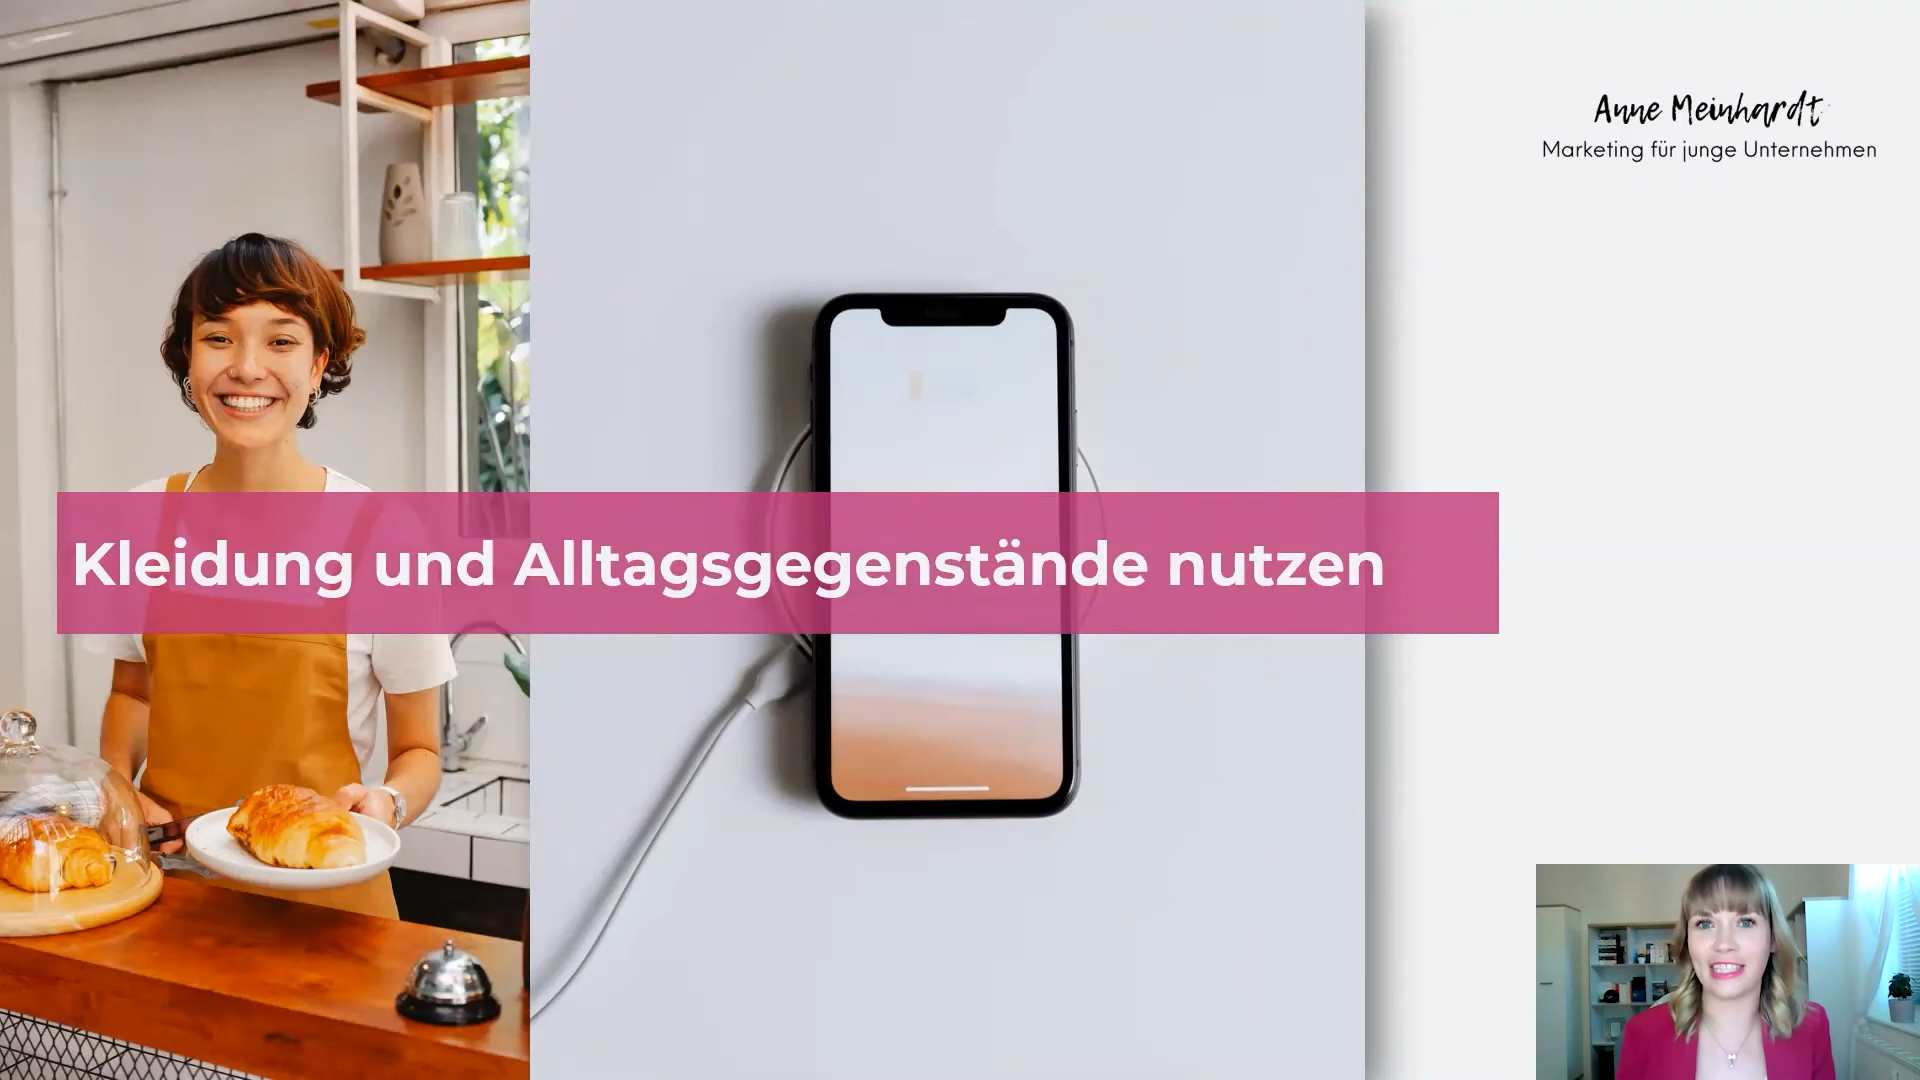 Anne Meinhardt
Marketing für junge Unternehmen
Kleidung und Alltagsgegenstände nutzen